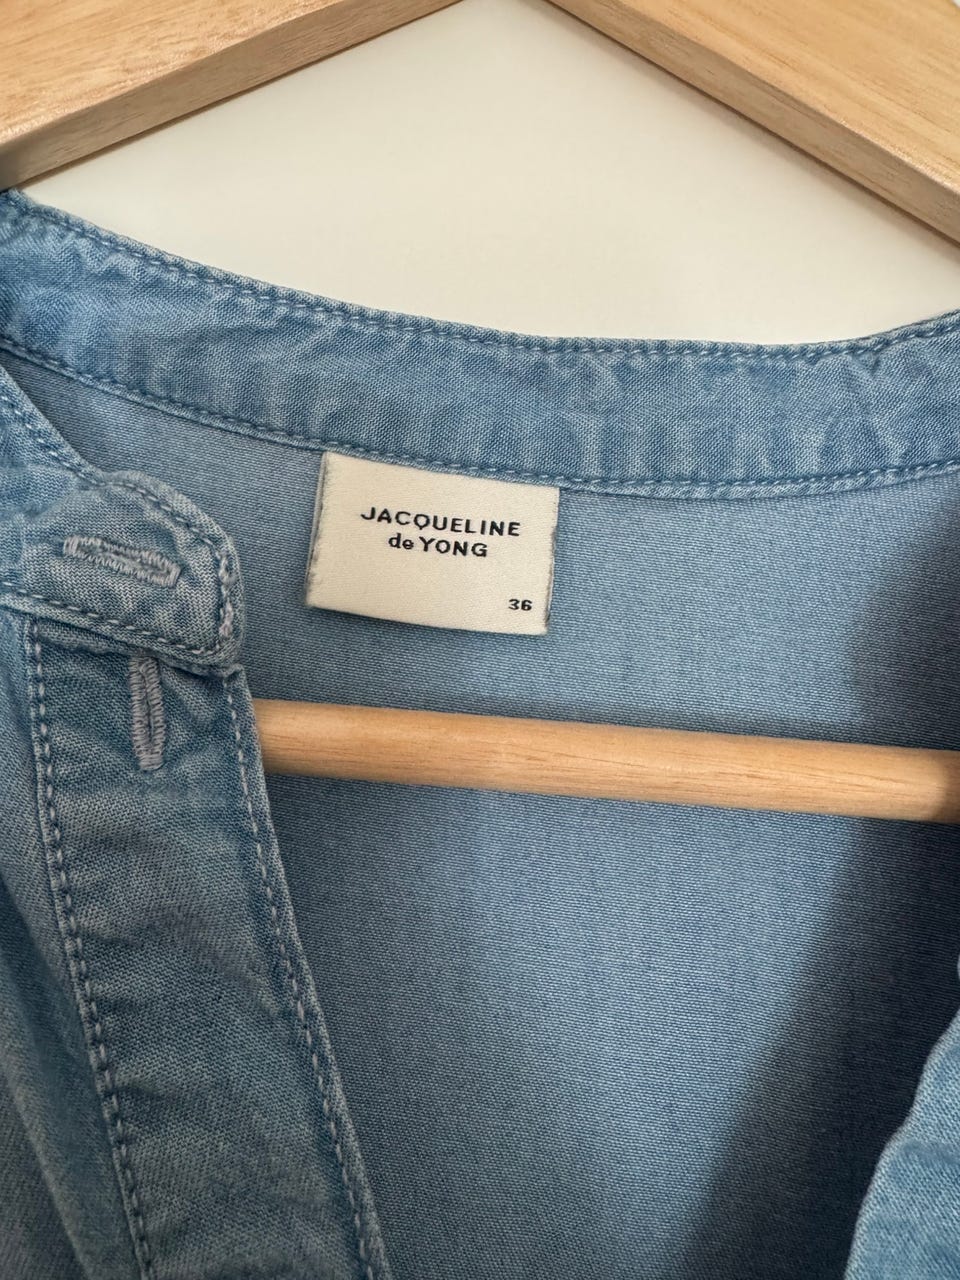 JACQUELINE
de YONG
36